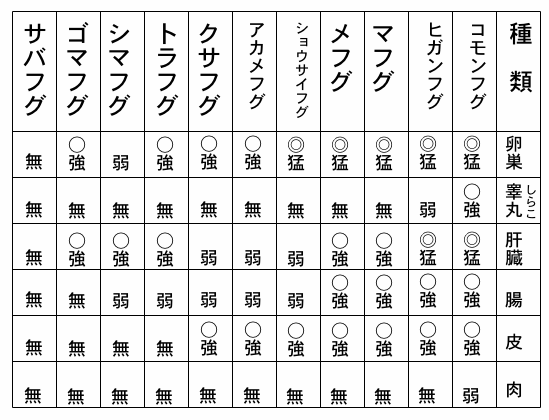 種類 卵巣 睾丸 しらこ 肝臓 腸 皮 肉
コモンフグ ◎猛 ○強 ◎猛 ○強 ○強 弱
ヒガンフグ ◎猛 弱 ◎猛 ○強 ○強 無
マフグ ◎猛 無 ○強 ○強 ○強 無
メフグ ◎猛 無 ○強 ○強 ○強 無
ショウサイフグ ◎猛 無 弱 弱 ○強 無
アカメフグ ○強 無 弱 弱 ○強 無
クサフグ ○強 無 弱 弱 ○強 無
トラフグ ○強 無 ○強 弱 無 無
シマフグ 弱 無 ○強 弱 無 無
ゴマフグ ○強 無 ○強 無 無 無
サバフグ 無 無 無 無 無 無